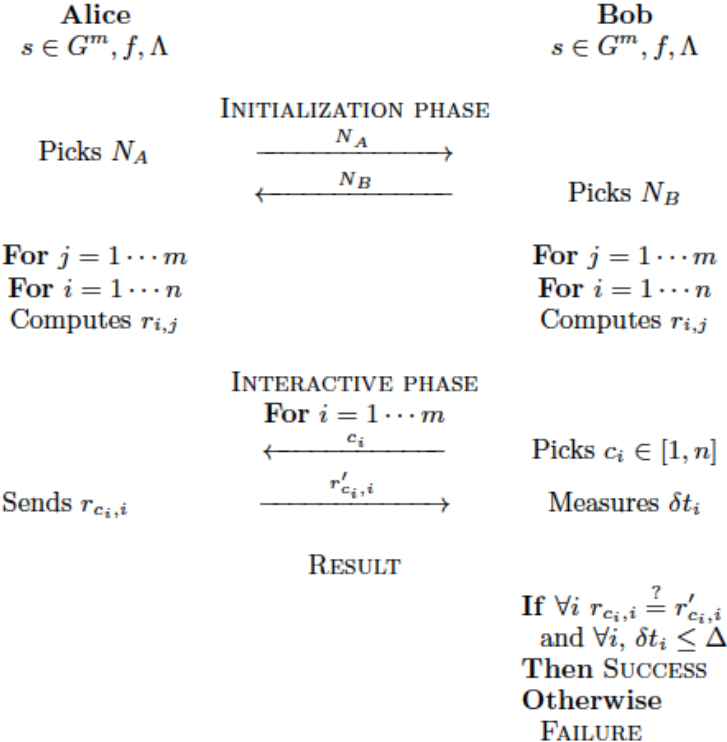 Alice Bob
s ∈ G^m, f, Λ s ∈ G^m, f, Λ
INITIALIZATION PHASE
Picks N_A N_A
N_B Picks N_B
For j = 1 ··· m For j = 1 ··· m
For i = 1 ··· n For i = 1 ··· n
Computes r_{i,j} Computes r_{i,j}
INTERACTIVE PHASE
For i = 1 ··· m
c_i Picks c_i ∈ [1, n]
Sends r_{c_i,i} r'_{c_i,i} Measures δt_i
RESULT
If ∀i r_{c_i,i} ≟ r'_{c_i,i}
and ∀i, δt_i ≤ Δ
Then SUCCESS
Otherwise
FAILURE